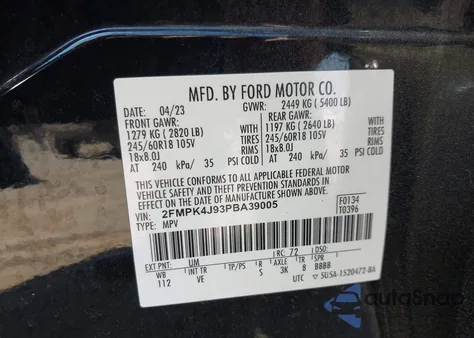 MFD. BY FORD MOTOR CO.
DATE: 04/23 GVWR: 2449 KG ( 5400 LB)
FRONT GAWR: REAR GAWR:
1279 KG ( 2820 LB) 1197 KG ( 2640 LB)
245/60R18 105V TIRES 245/60R18 105V WITH TIRES
18x8.0J RIMS 18x8.0J RIMS
AT 240 kPa/ 35 PSI COLD AT 240 kPa/ 35 PSI COLD
THIS VEHICLE CONFORMS TO ALL APPLICABLE FEDERAL MOTOR
VEHICLE SAFETY AND THEFT PREVENTION STANDARDS IN EFFECT ON THE DATE OF MANUFACTURE SHOWN ABOVE.
VIN: 2FMPK4J93PBA39005 F0134
TYPE: MPV T0396
EXT PNT: UM RC: 72 DSO:
WB INT TR TP/PS R AXLE TR SPR
112 VE S 3K 8 8888
UTC 5U5A-1520472-BA
autoSnap